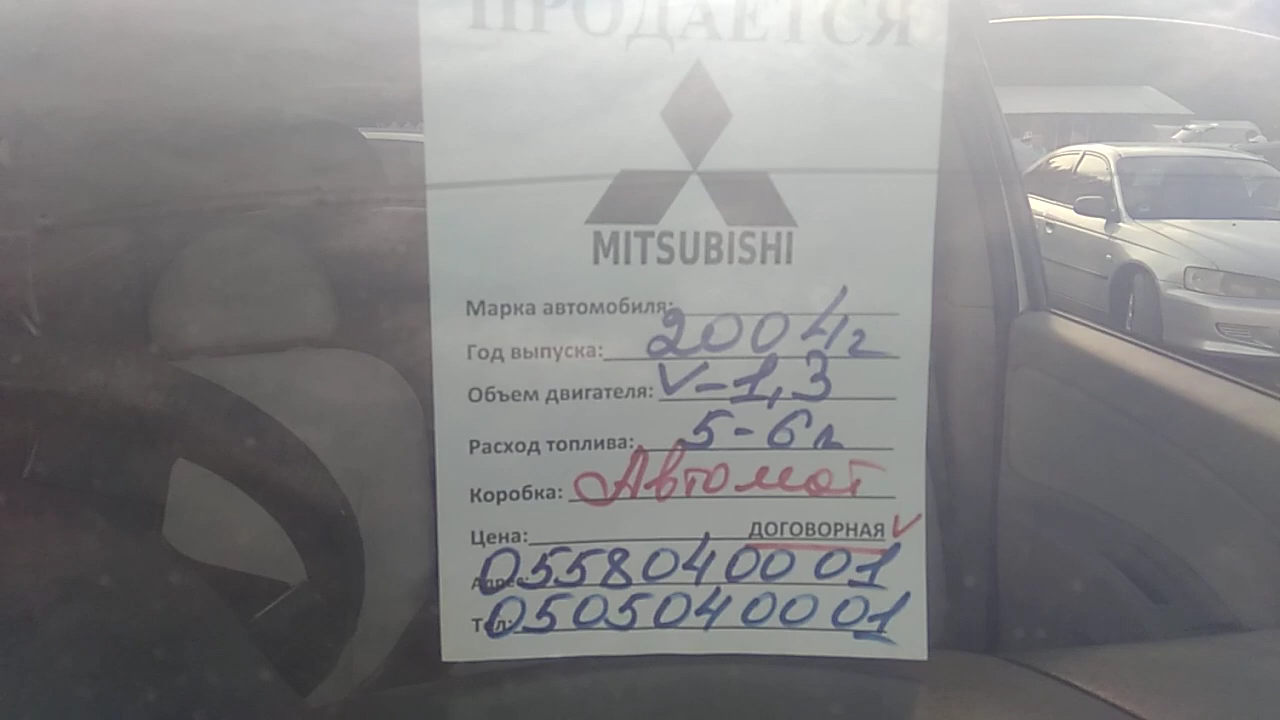 ПРОДАЕТСЯ
MITSUBISHI
Марка автомобиля:
Год выпуска: 2004г
Объем двигателя: V-1,3
Расход топлива: 5-6л
Коробка: Автомат
Цена: ДОГОВОРНАЯ V
Адрес: 0558040001
Тел: 0505040001